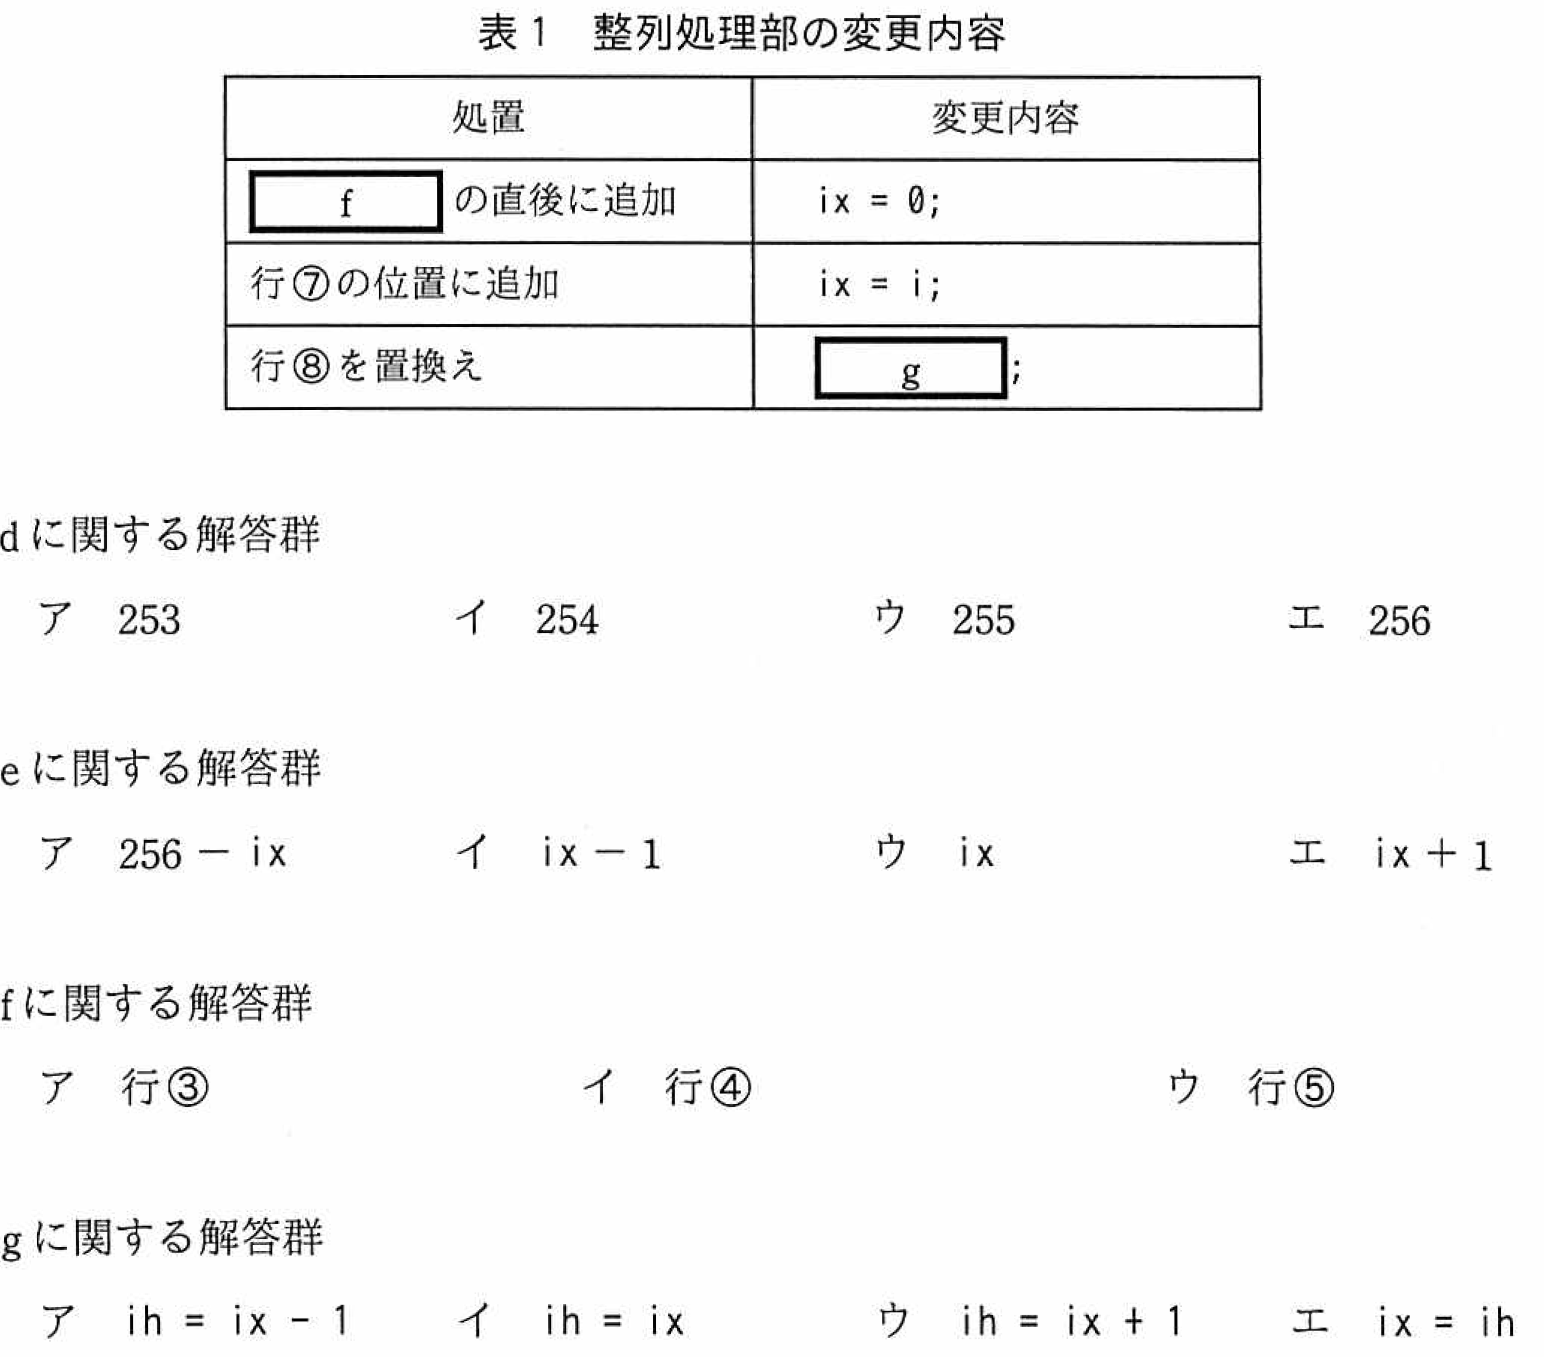 表1 整列処理部の変更内容
処置 変更内容
f の直後に追加 ix = 0;
行⑦の位置に追加 ix = i;
行⑧を置換え g ;
dに関する解答群
ア 253 イ 254 ウ 255 エ 256
eに関する解答群
ア 256 − ix イ ix − 1 ウ ix エ ix + 1
fに関する解答群
ア 行③ イ 行④ ウ 行⑤
gに関する解答群
ア ih = ix - 1 イ ih = ix ウ ih = ix + 1 エ ix = ih